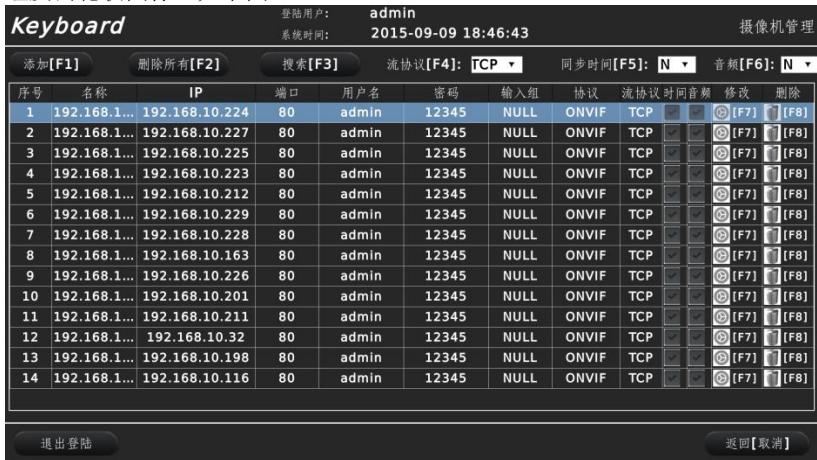 Keyboard
登陆用户: admin
系统时间: 2015-09-09 18:46:43
摄像机管理
添加[F1] 删除所有[F2] 搜索[F3] 流协议[F4]: TCP 同步时间[F5]: N 音频[F6]: N
序号 名称 IP 端口 用户名 密码 输入组 协议 流协议 时间 音频 修改 删除
1 192.168.1... 192.168.10.224 80 admin 12345 NULL ONVIF TCP [F7] [F8]
2 192.168.1... 192.168.10.227 80 admin 12345 NULL ONVIF TCP [F7] [F8]
3 192.168.1... 192.168.10.225 80 admin 12345 NULL ONVIF TCP [F7] [F8]
4 192.168.1... 192.168.10.223 80 admin 12345 NULL ONVIF TCP [F7] [F8]
5 192.168.1... 192.168.10.212 80 admin 12345 NULL ONVIF TCP [F7] [F8]
6 192.168.1... 192.168.10.229 80 admin 12345 NULL ONVIF TCP [F7] [F8]
7 192.168.1... 192.168.10.228 80 admin 12345 NULL ONVIF TCP [F7] [F8]
8 192.168.1... 192.168.10.163 80 admin 12345 NULL ONVIF TCP [F7] [F8]
9 192.168.1... 192.168.10.226 80 admin 12345 NULL ONVIF TCP [F7] [F8]
10 192.168.1... 192.168.10.201 80 admin 12345 NULL ONVIF TCP [F7] [F8]
11 192.168.1... 192.168.10.211 80 admin 12345 NULL ONVIF TCP [F7] [F8]
12 192.168.1... 192.168.10.32 80 admin 12345 NULL ONVIF TCP [F7] [F8]
13 192.168.1... 192.168.10.198 80 admin 12345 NULL ONVIF TCP [F7] [F8]
14 192.168.1... 192.168.10.116 80 admin 12345 NULL ONVIF TCP [F7] [F8]
退出登陆 返回[取消]